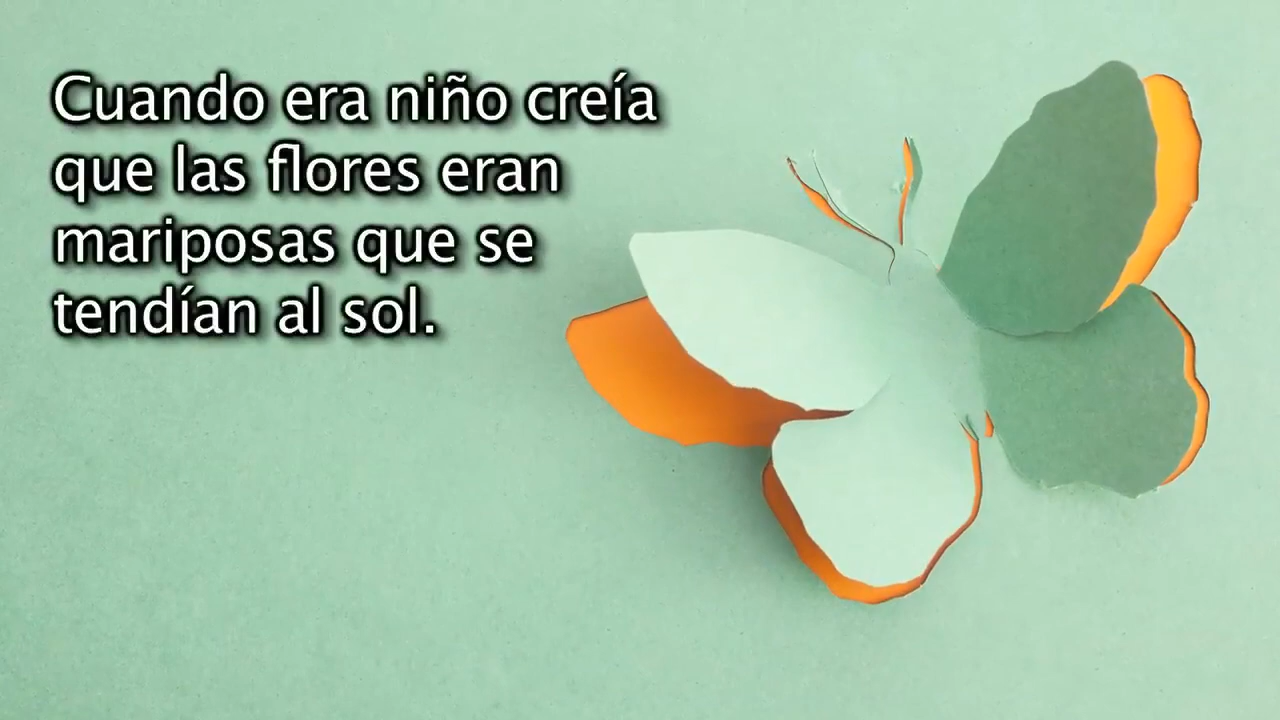 Cuando era niño creía
que las flores eran
mariposas que se
tendían al sol.